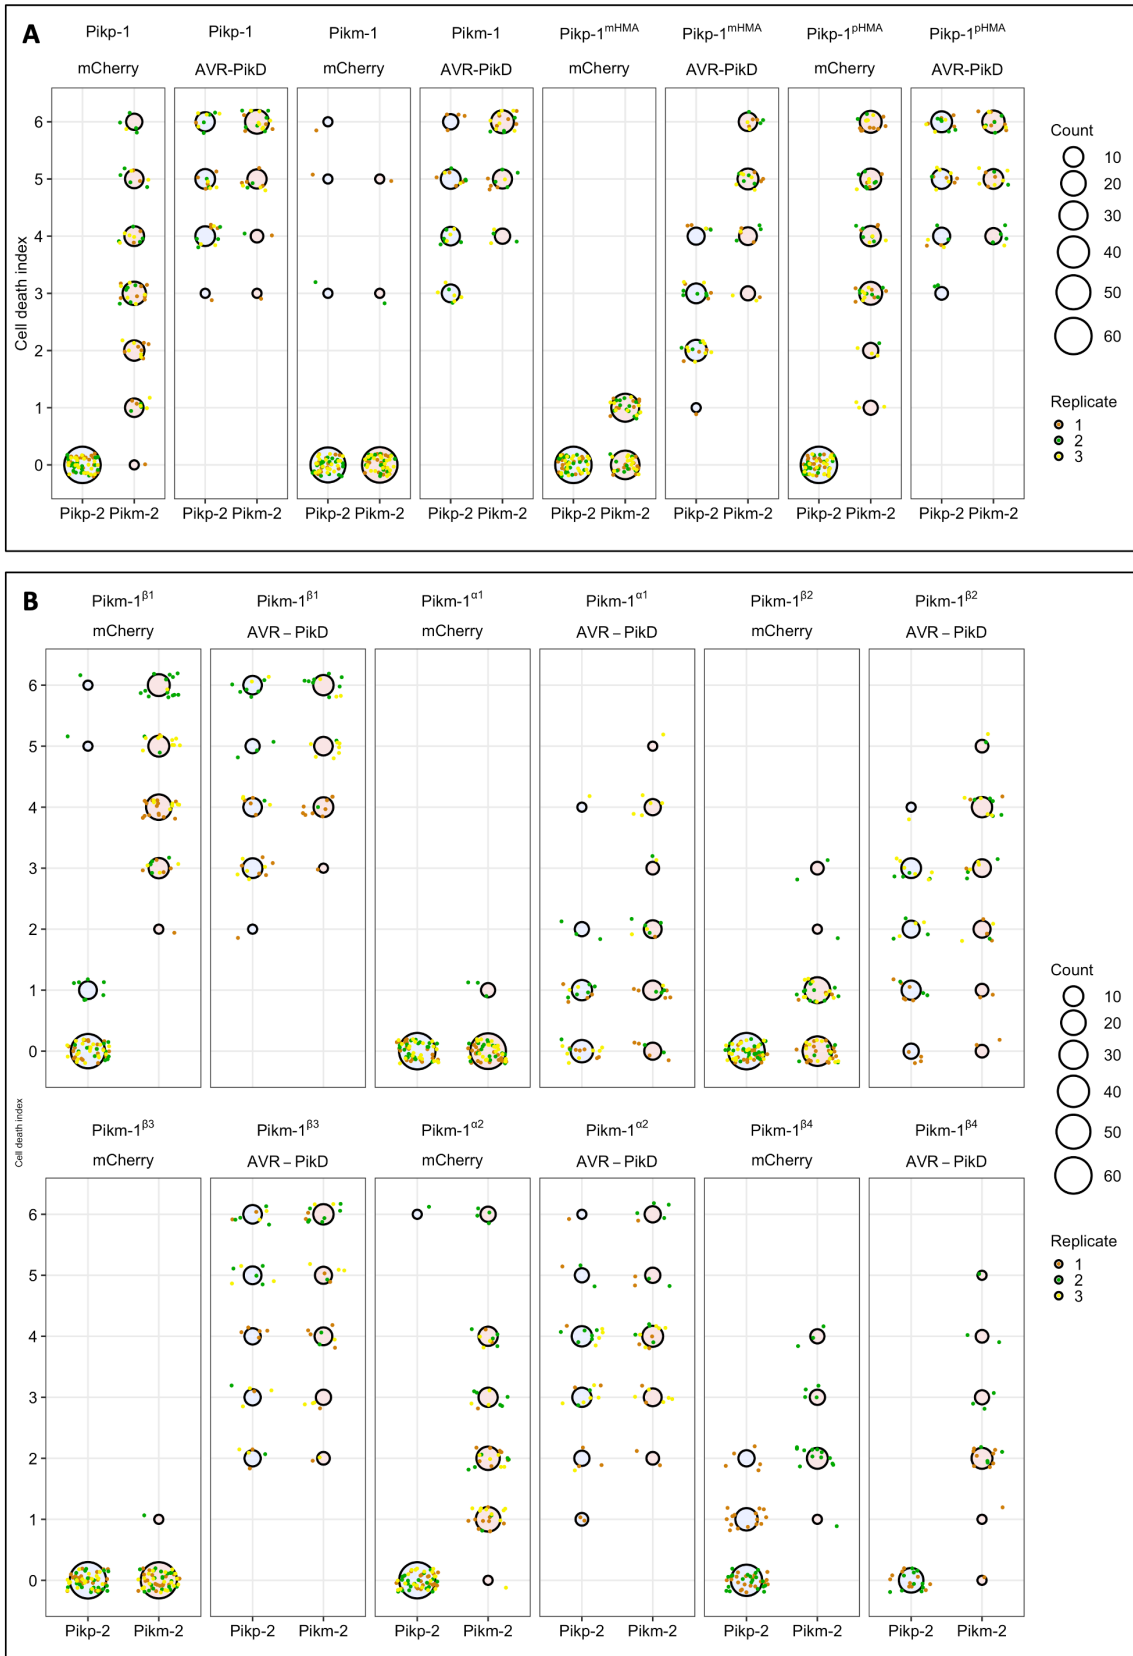 A
Pikp-1 Pikp-1 Pikm-1 Pikm-1 Pikp-1mHMA Pikp-1mHMA Pikp-1pHMA Pikp-1pHMA
mCherry AVR-PikD mCherry AVR-PikD mCherry AVR-PikD mCherry AVR-PikD
Cell death index
6
5
4
3
2
1
0
Pikp-2 Pikm-2 Pikp-2 Pikm-2 Pikp-2 Pikm-2 Pikp-2 Pikm-2 Pikp-2 Pikm-2 Pikp-2 Pikm-2 Pikp-2 Pikm-2 Pikp-2 Pikm-2
Count
10
20
30
40
50
60
Replicate
1
2
3
B
Pikm-1β1 Pikm-1β1 Pikm-1α1 Pikm-1α1 Pikm-1β2 Pikm-1β2
mCherry AVR – PikD mCherry AVR – PikD mCherry AVR – PikD
6
5
4
3
2
1
0
Cell death index
Pikm-1β3 Pikm-1β3 Pikm-1α2 Pikm-1α2 Pikm-1β4 Pikm-1β4
mCherry AVR – PikD mCherry AVR – PikD mCherry AVR – PikD
6
5
4
3
2
1
0
Pikp-2 Pikm-2 Pikp-2 Pikm-2 Pikp-2 Pikm-2 Pikp-2 Pikm-2 Pikp-2 Pikm-2 Pikp-2 Pikm-2
Count
10
20
30
40
50
60
Replicate
1
2
3